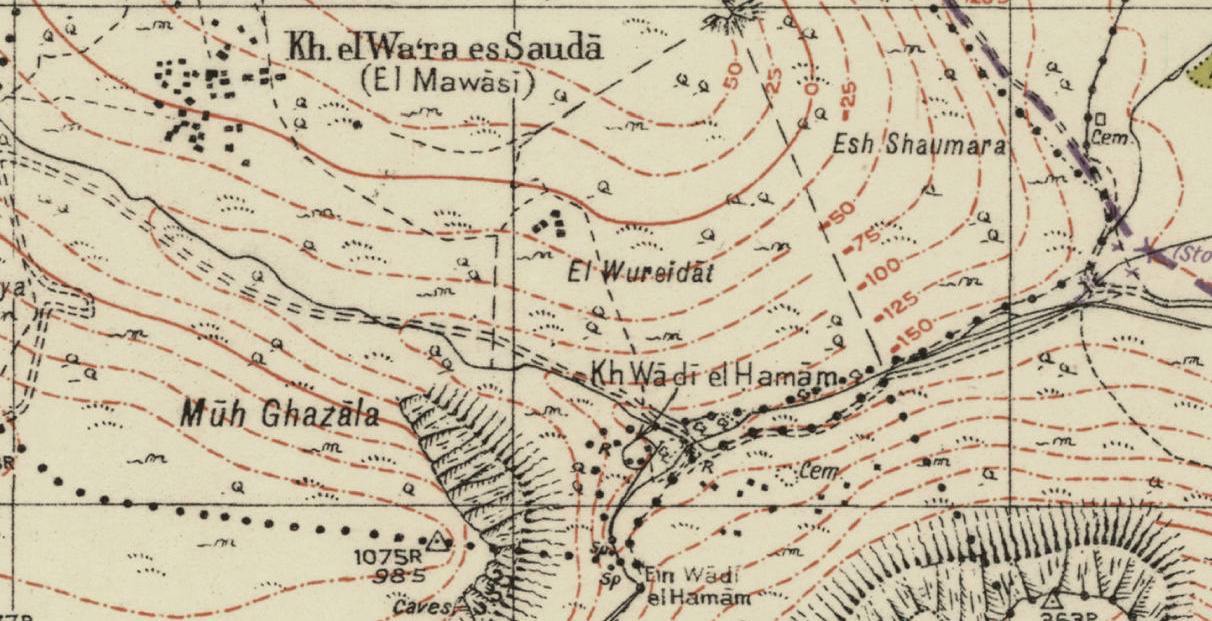 Kh. el Wa‘ra es Saudā
(El Mawāsī)
50
25
0
-25
Cem.
Esh Shaumara
-50
-75
(Sto
El Wureidāt
-100
ya
-125
-150
Kh Wādī el Hamām
Mūh Ghazāla
R
R
Cem
1075R
98·5
Sp
Sp
Ein Wādi
el Hamām
Caves
363R